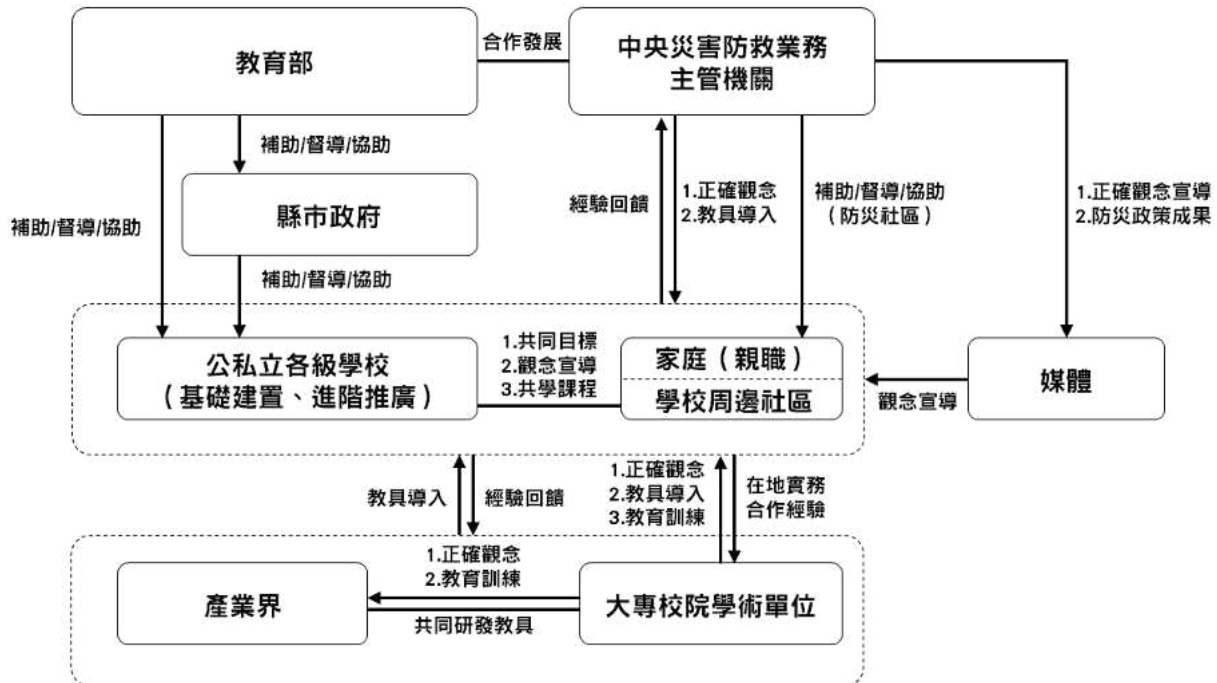 教育部
合作發展
中央災害防救業務
主管機關
補助/督導/協助
縣市政府
補助/督導/協助
補助/督導/協助
經驗回饋
1.正確觀念
2.教具導入
補助/督導/協助
（防災社區）
1.正確觀念宣導
2.防災政策成果
公私立各級學校
（基礎建置、進階推廣）
1.共同目標
2.觀念宣導
3.共學課程
家庭（親職）
學校周邊社區
觀念宣導
媒體
教具導入
經驗回饋
1.正確觀念
2.教具導入
3.教育訓練
在地實務
合作經驗
產業界
1.正確觀念
2.教育訓練
共同研發教具
大專校院學術單位